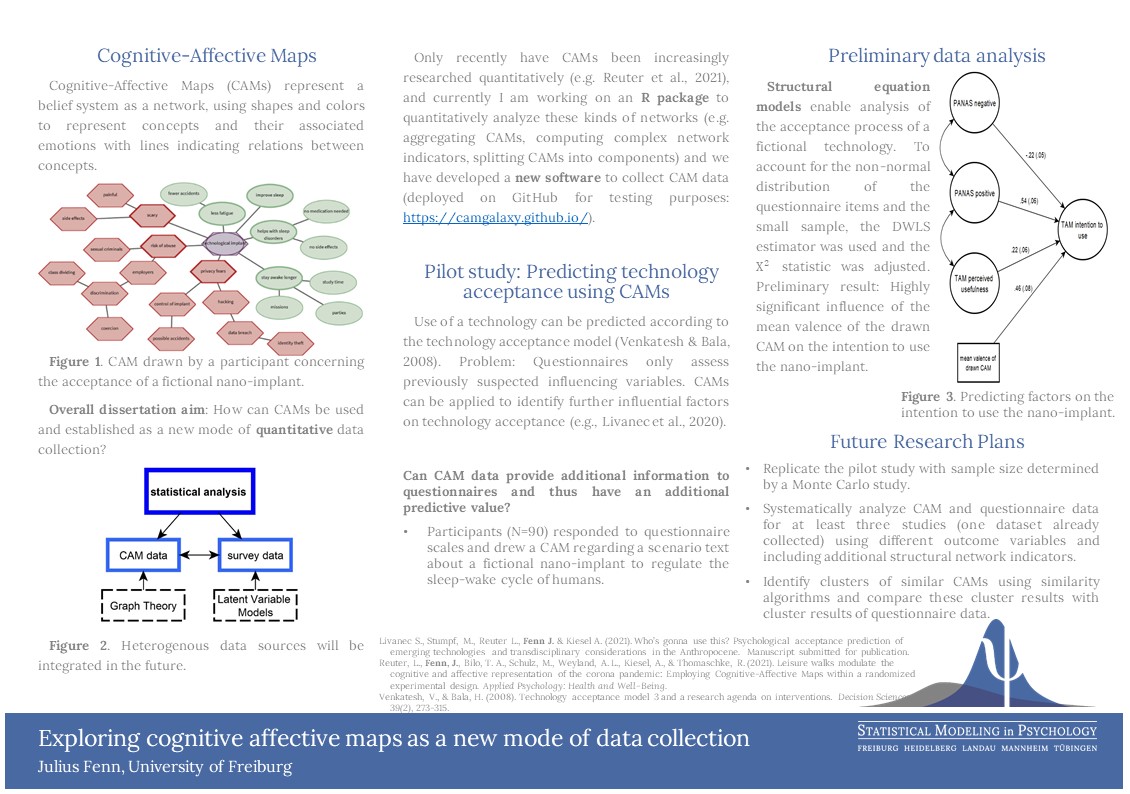 Cognitive-Affective Maps
Cognitive-Affective Maps (CAMs) represent a
belief system as a network, using shapes and colors
to represent concepts and their associated
emotions with lines indicating relations between
concepts.
painful
side effects
scary
sexual criminals
risk of abuse
class dividing
employers
discrimination
coercion
privacy fears
control of implant
hacking
possible accidents
data breach
identity theft
technological implant
fewer accidents
less fatigue
improve sleep
no medication needed
helps with sleep
disorders
no side effects
stay awake longer
study time
missions
parties
Figure 1. CAM drawn by a participant concerning
the acceptance of a fictional nano-implant.
Overall dissertation aim: How can CAMs be used
and established as a new mode of quantitative data
collection?
statistical analysis
CAM data
survey data
Graph Theory
Latent Variable
Models
Figure 2. Heterogenous data sources will be
integrated in the future.
Only recently have CAMs been increasingly
researched quantitatively (e.g. Reuter et al., 2021),
and currently I am working on an R package to
quantitatively analyze these kinds of networks (e.g.
aggregating CAMs, computing complex network
indicators, splitting CAMs into components) and we
have developed a new software to collect CAM data
(deployed on GitHub for testing purposes:
https://camgalaxy.github.io/).
Pilot study: Predicting technology
acceptance using CAMs
Use of a technology can be predicted according to
the technology acceptance model (Venkatesh & Bala,
2008). Problem: Questionnaires only assess
previously suspected influencing variables. CAMs
can be applied to identify further influential factors
on technology acceptance (e.g., Livanec et al., 2020).
Can CAM data provide additional information to
questionnaires and thus have an additional
predictive value?
• Participants (N=90) responded to questionnaire
scales and drew a CAM regarding a scenario text
about a fictional nano-implant to regulate the
sleep-wake cycle of humans.
Preliminary data analysis
Structural equation
models enable analysis of
the acceptance process of a
fictional technology. To
account for the non-normal
distribution of the
questionnaire items and the
small sample, the DWLS
estimator was used and the
X² statistic was adjusted.
Preliminary result: Highly
significant influence of the
mean valence of the drawn
CAM on the intention to use
the nano-implant.
PANAS negative
-.22 (.05)
PANAS positive
.54 (.06)
TAM intention to
use
.22 (.06)
TAM perceived
usefulness
.46 (.08)
mean valence of
drawn CAM
Figure 3. Predicting factors on the
intention to use the nano-implant.
Future Research Plans
▪ Replicate the pilot study with sample size determined
by a Monte Carlo study.
▪ Systematically analyze CAM and questionnaire data
for at least three studies (one dataset already
collected) using different outcome variables and
including additional structural network indicators.
▪ Identify clusters of similar CAMs using similarity
algorithms and compare these cluster results with
cluster results of questionnaire data.
Livanec S., Stumpf, M., Reuter L., Fenn J. & Kiesel A. (2021). Who's gonna use this? Psychological acceptance prediction of
emerging technologies and transdisciplinary considerations in the Anthropocene. Manuscript submitted for publication.
Reuter, L., Fenn, J., Bilo, T. A., Schulz, M., Weyland, A. L., Kiesel, A., & Thomaschke, R. (2021). Leisure walks modulate the
cognitive and affective representation of the corona pandemic: Employing Cognitive-Affective Maps within a randomized
experimental design. Applied Psychology: Health and Well-Being.
Venkatesh, V., & Bala, H. (2008). Technology acceptance model 3 and a research agenda on interventions. Decision Science
39(2), 273-315.
Exploring cognitive affective maps as a new mode of data collection
Julius Fenn, University of Freiburg
STATISTICAL MODELING in PSYCHOLOGY
FREIBURG HEIDELBERG LANDAU MANNHEIM TÜBINGEN